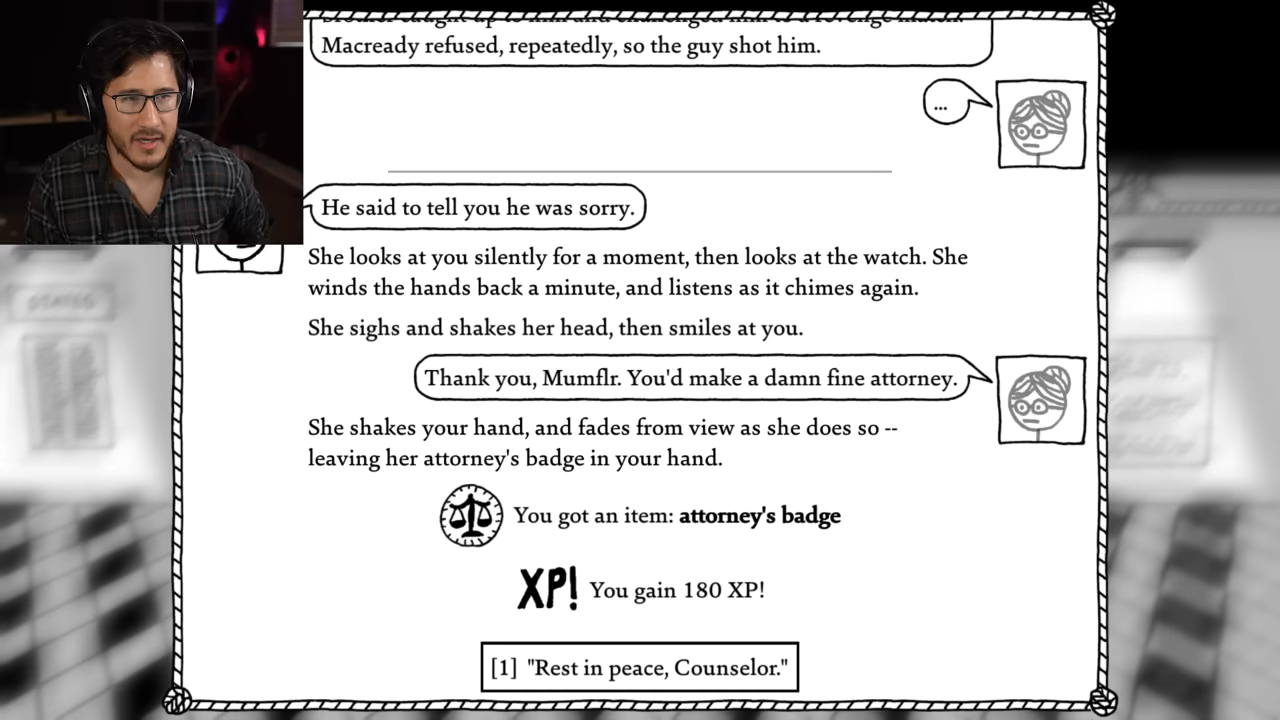 Macready refused, repeatedly, so the guy shot him.
...
He said to tell you he was sorry.
She looks at you silently for a moment, then looks at the watch. She
winds the hands back a minute, and listens as it chimes again.
She sighs and shakes her head, then smiles at you.
Thank you, Mumflr. You'd make a damn fine attorney.
She shakes your hand, and fades from view as she does so --
leaving her attorney's badge in your hand.
You got an item: attorney's badge
XP! You gain 180 XP!
[1] "Rest in peace, Counselor."